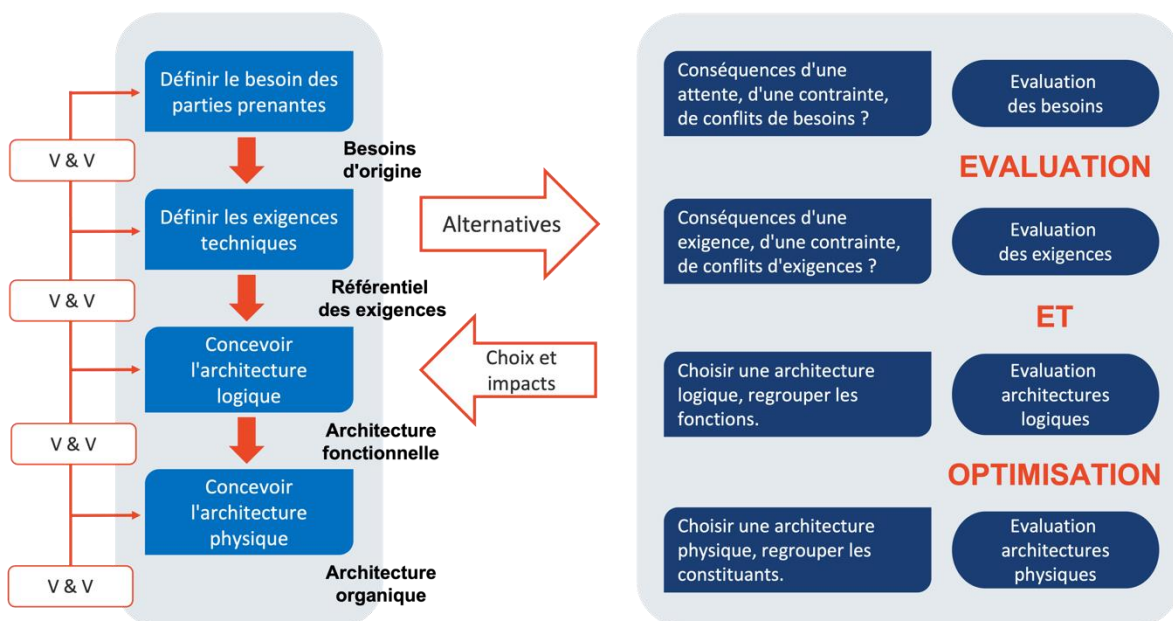 Définir le besoin des
parties prenantes
V & V
Besoins
d'origine
Définir les exigences
techniques
V & V
Référentiel
des exigences
Concevoir
l'architecture
logique
V & V
Architecture
fonctionnelle
Concevoir
l'architecture
physique
V & V
Architecture
organique
Alternatives
Choix et
impacts
Conséquences d'une
attente, d'une contrainte,
de conflits de besoins ?
Evaluation
des besoins
EVALUATION
Conséquences d'une
exigence, d'une contrainte,
de conflits d'exigences ?
Evaluation
des exigences
ET
Choisir une architecture
logique, regrouper les
fonctions.
Evaluation
architectures
logiques
OPTIMISATION
Choisir une architecture
physique, regrouper les
constituants.
Evaluation
architectures
physiques